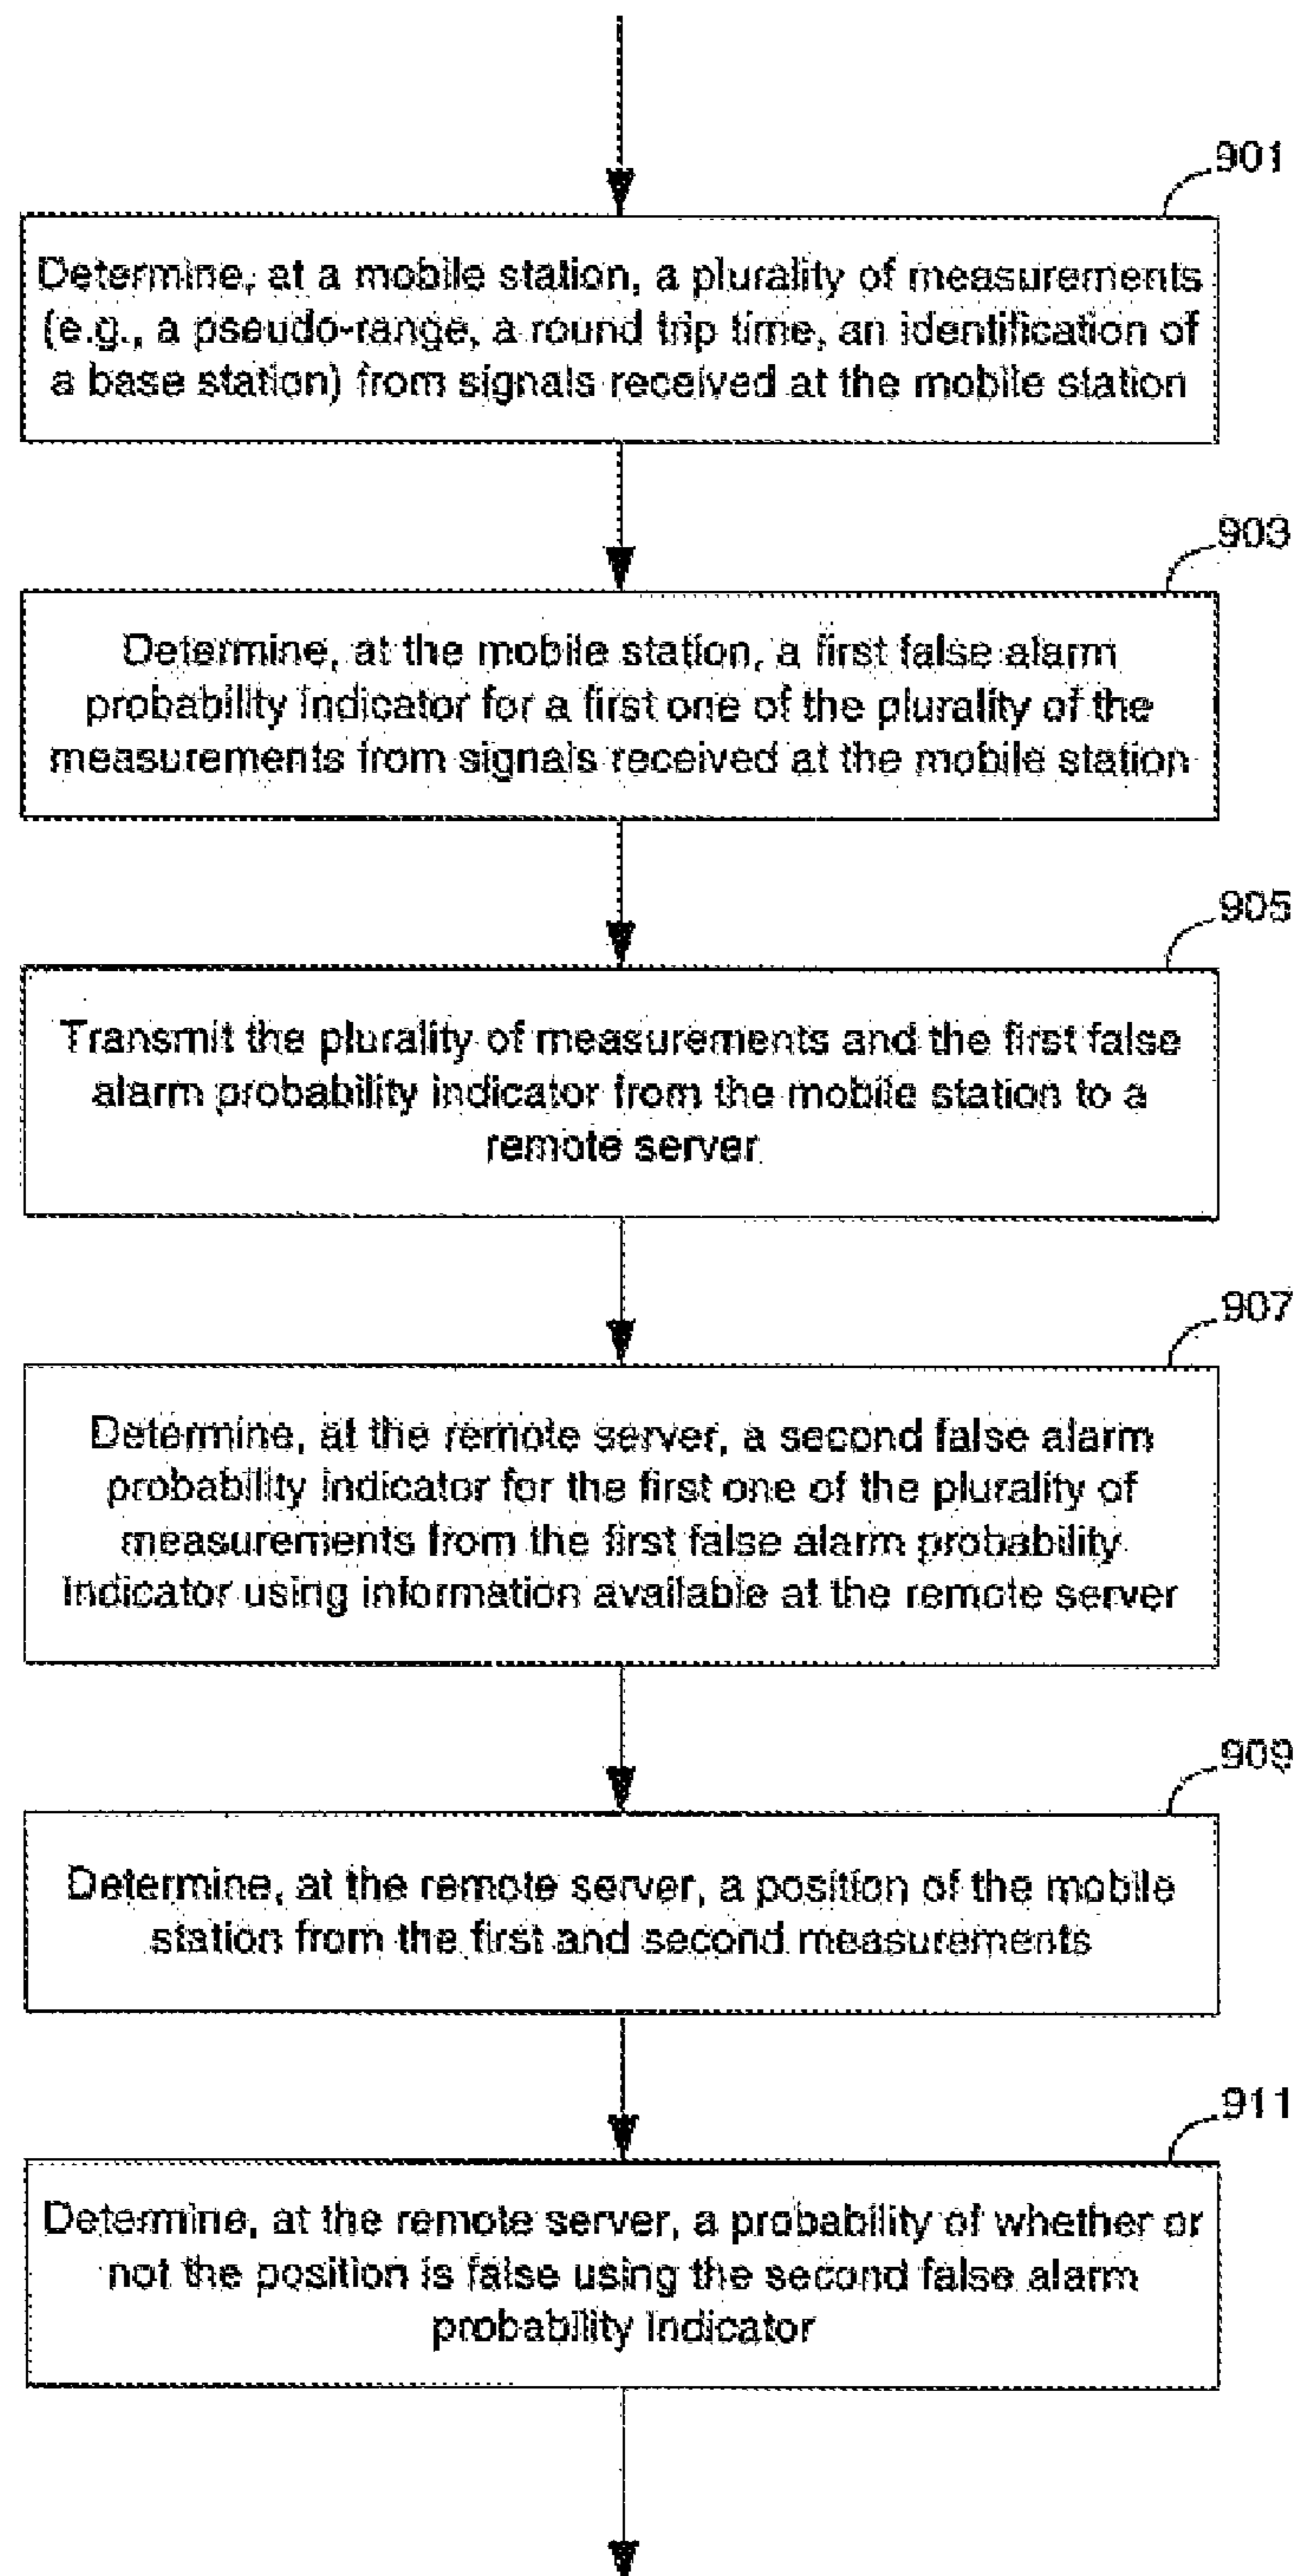 901
Determine, at a mobile station, a plurality of measurements
(e.g., a pseudo-range, a round trip time, an identification of
a base station) from signals received at the mobile station
903
Determine, at the mobile station, a first false alarm
probability indicator for a first one of the plurality of the
measurements from signals received at the mobile station
905
Transmit the plurality of measurements and the first false
alarm probability indicator from the mobile station to a
remote server
907
Determine, at the remote server, a second false alarm
probability indicator for the first one of the plurality of
measurements from the first false alarm probability
indicator using information available at the remote server
909
Determine, at the remote server, a position of the mobile
station from the first and second measurements
911
Determine, at the remote server, a probability of whether or
not the position is false using the second false alarm
probability indicator